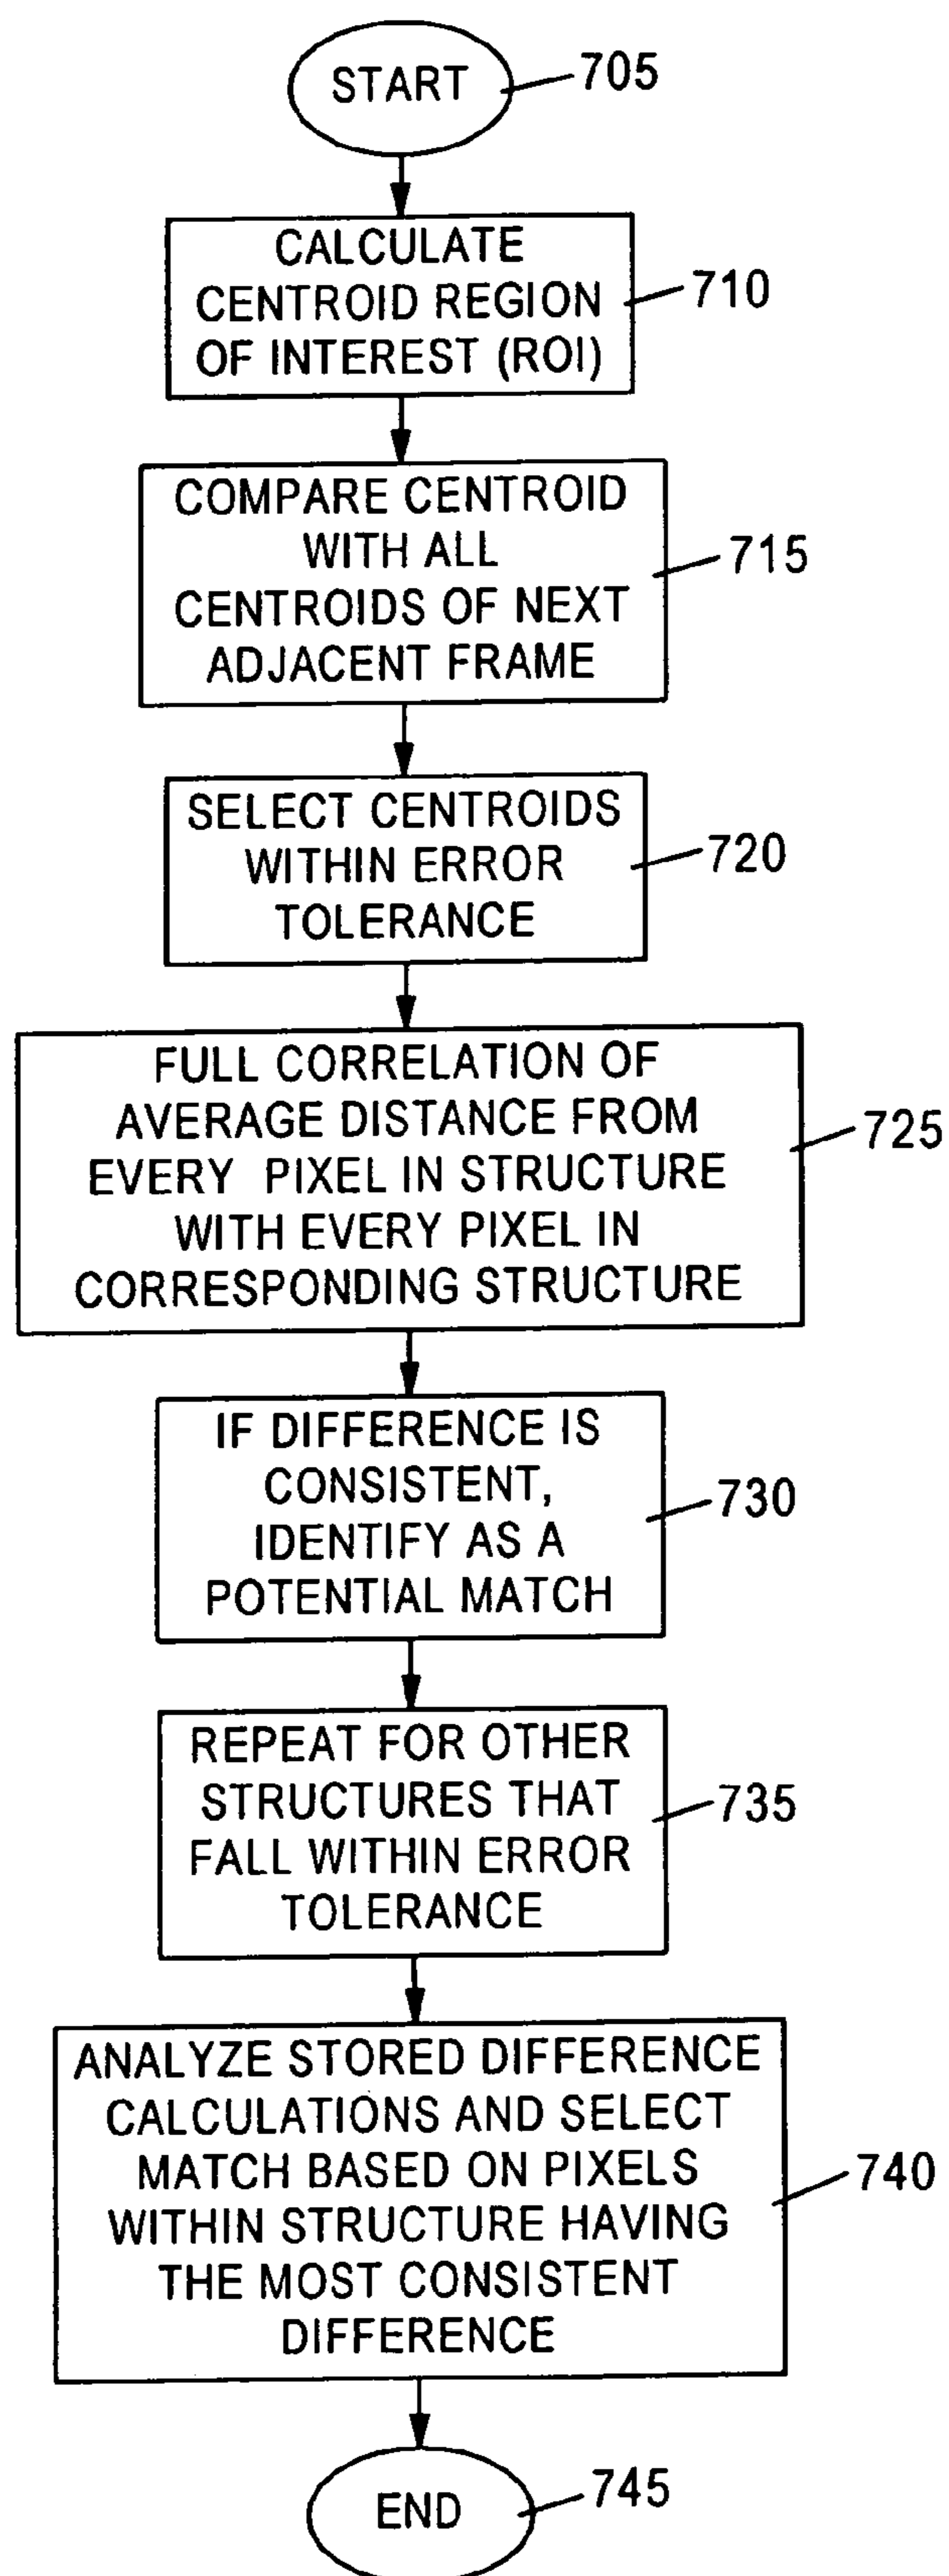 START
705
CALCULATE
CENTROID REGION
OF INTEREST (ROI)
710
COMPARE CENTROID
WITH ALL
CENTROIDS OF NEXT
ADJACENT FRAME
715
SELECT CENTROIDS
WITHIN ERROR
TOLERANCE
720
FULL CORRELATION OF
AVERAGE DISTANCE FROM
EVERY PIXEL IN STRUCTURE
WITH EVERY PIXEL IN
CORRESPONDING STRUCTURE
725
IF DIFFERENCE IS
CONSISTENT,
IDENTIFY AS A
POTENTIAL MATCH
730
REPEAT FOR OTHER
STRUCTURES THAT
FALL WITHIN ERROR
TOLERANCE
735
ANALYZE STORED DIFFERENCE
CALCULATIONS AND SELECT
MATCH BASED ON PIXELS
WITHIN STRUCTURE HAVING
THE MOST CONSISTENT
DIFFERENCE
740
END
745